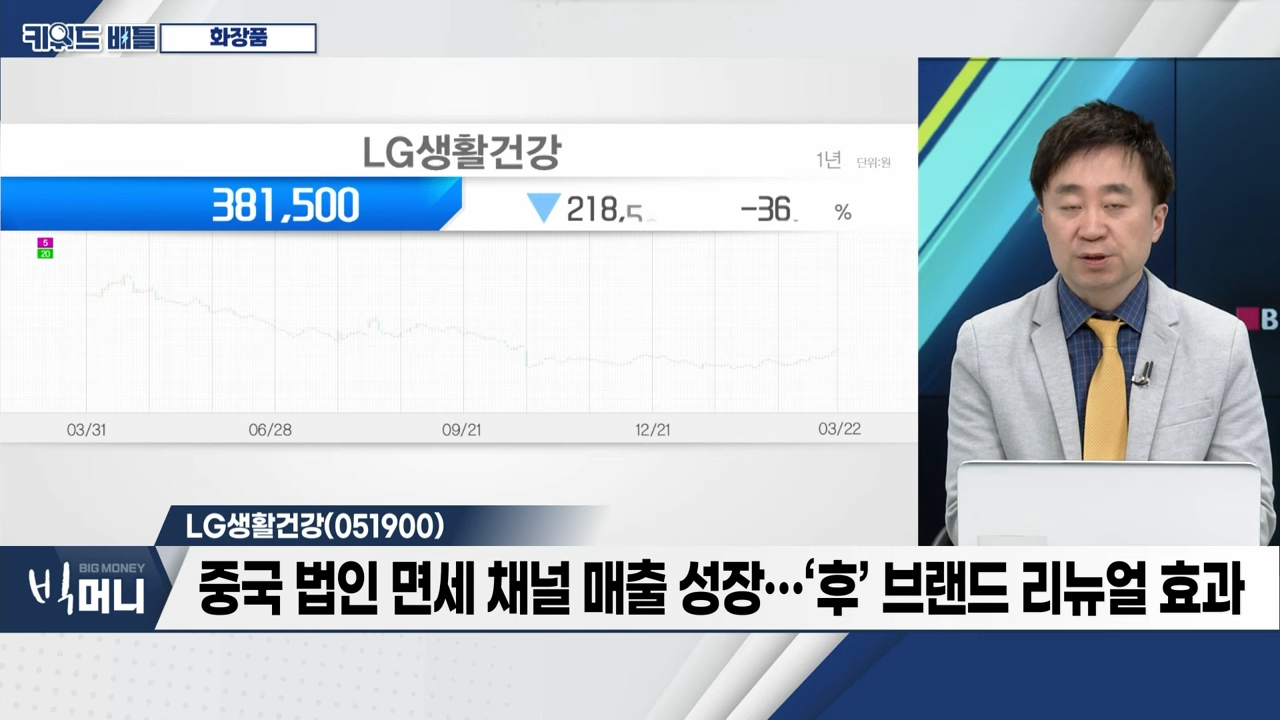 키워드 배틀
화장품
LG생활건강
1년 단위:원
381,500
▼218,5
-36. %
5
20
03/31
06/28
09/21
12/21
03/22
B
LG생활건강(051900)
BIG MONEY
빅머니
중국 법인 면세 채널 매출 성장…‘후’ 브랜드 리뉴얼 효과